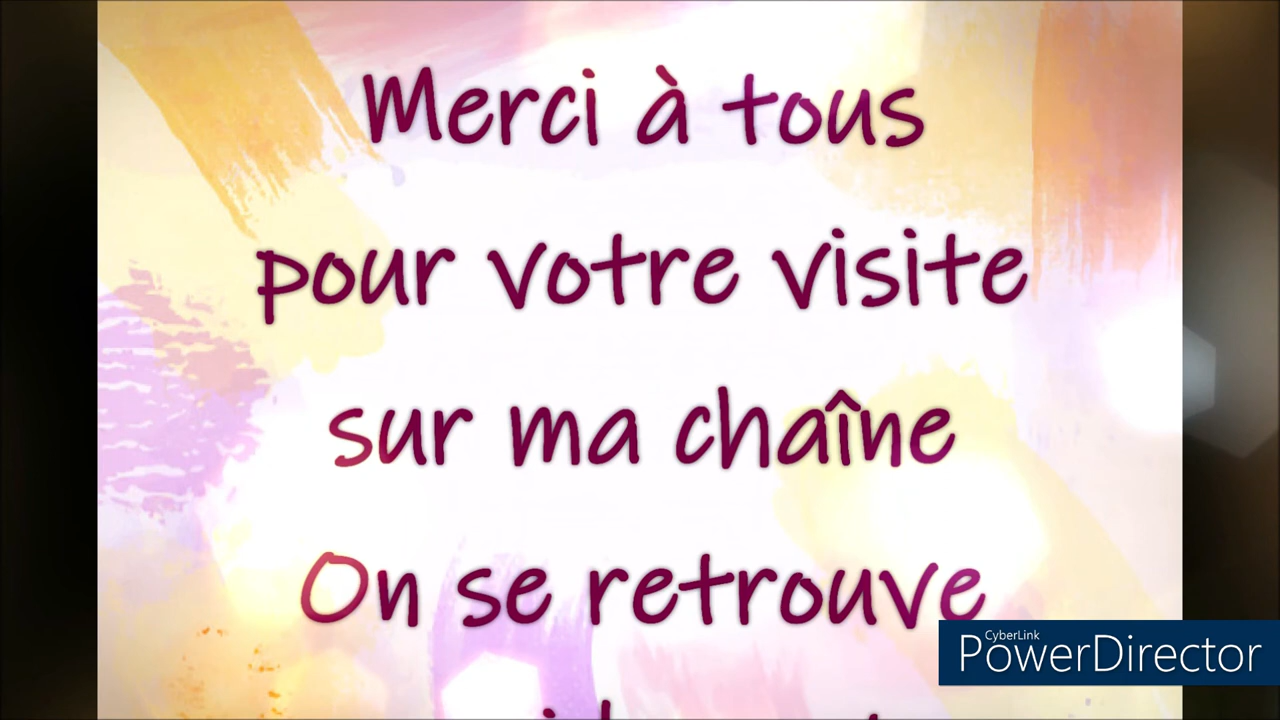 Merci à tous
pour votre visite
sur ma chaîne
On se retrouve
CyberLink
PowerDirector